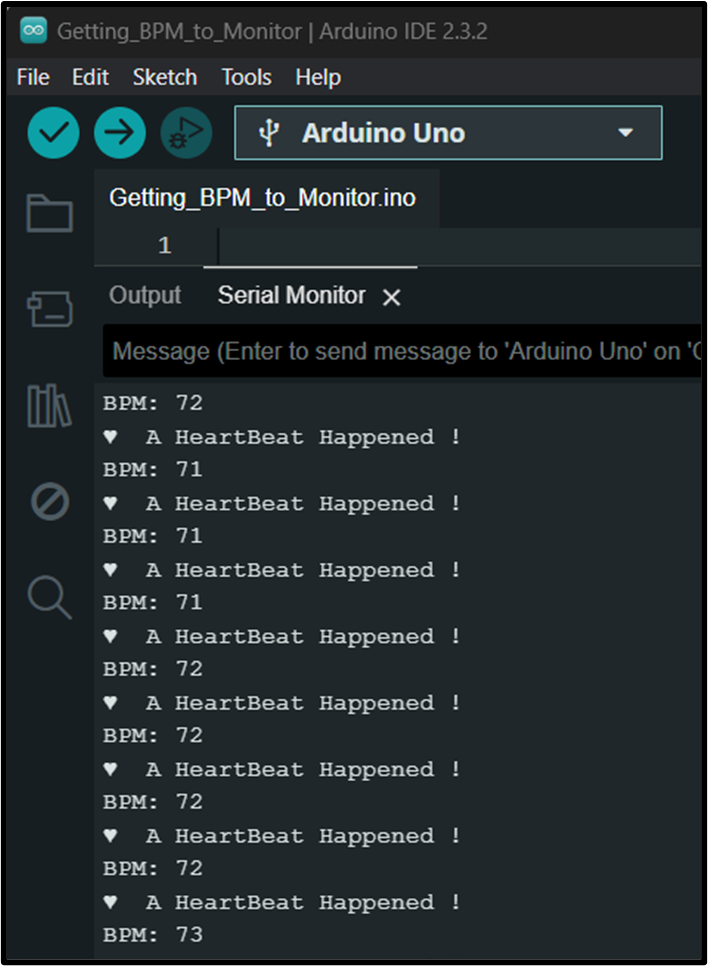 Getting_BPM_to_Monitor | Arduino IDE 2.3.2
File Edit Sketch Tools Help
Arduino Uno
Getting_BPM_to_Monitor.ino
1
Output Serial Monitor
Message (Enter to send message to 'Arduino Uno' on '
BPM: 72
♥ A HeartBeat Happened !
BPM: 71
♥ A HeartBeat Happened !
BPM: 71
♥ A HeartBeat Happened !
BPM: 71
♥ A HeartBeat Happened !
BPM: 72
♥ A HeartBeat Happened !
BPM: 72
♥ A HeartBeat Happened !
BPM: 72
♥ A HeartBeat Happened !
BPM: 72
♥ A HeartBeat Happened !
BPM: 73